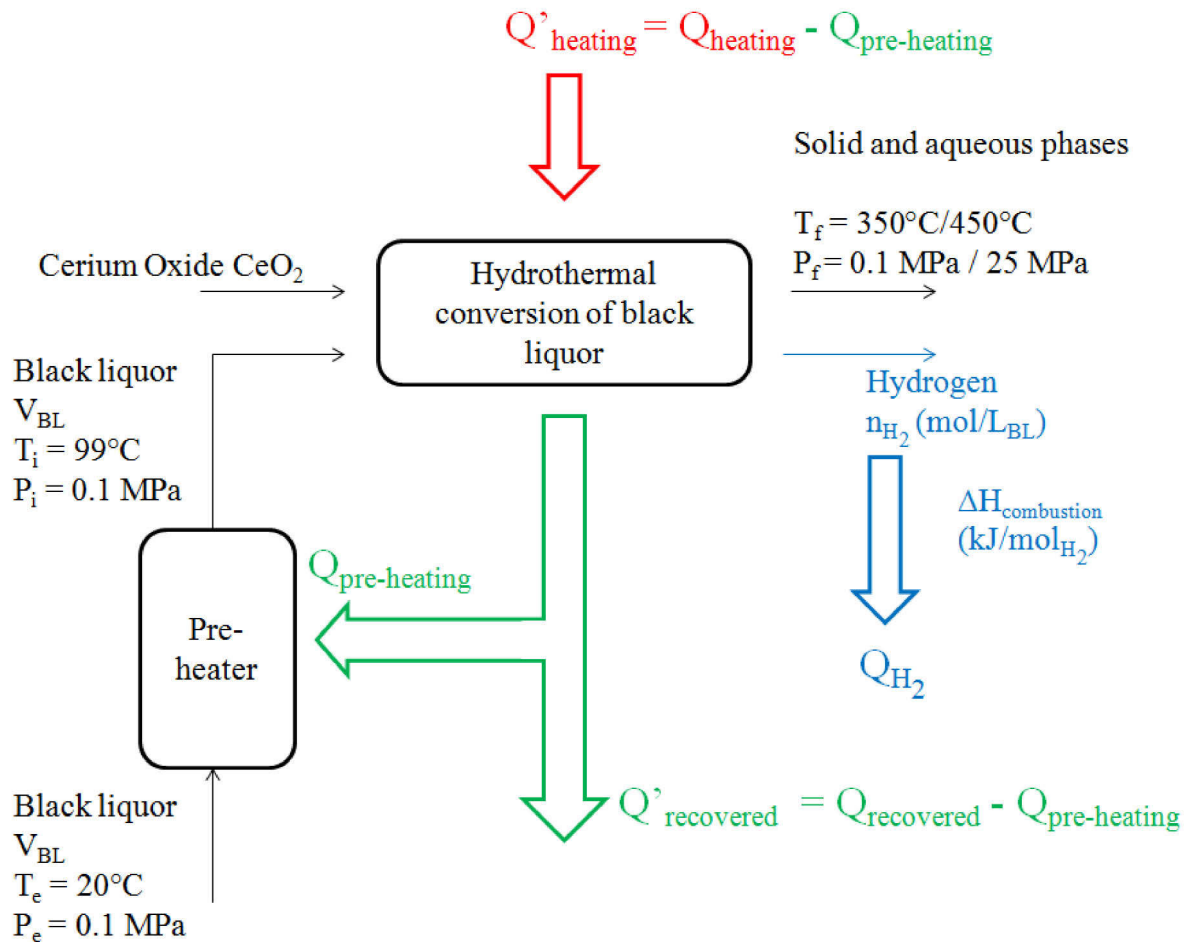 Q’heating = Qheating - Qpre-heating
Solid and aqueous phases
Tf = 350°C/450°C
Pf = 0.1 MPa / 25 MPa
Cerium Oxide CeO2
Hydrothermal
conversion of black
liquor
Black liquor
VBL
Ti = 99°C
Pi = 0.1 MPa
Hydrogen
nH2 (mol/LBL)
ΔHcombustion
(kJ/molH2)
QH2
Qpre-heating
Pre-
heater
Q’recovered = Qrecovered - Qpre-heating
Black liquor
VBL
Te = 20°C
Pe = 0.1 MPa